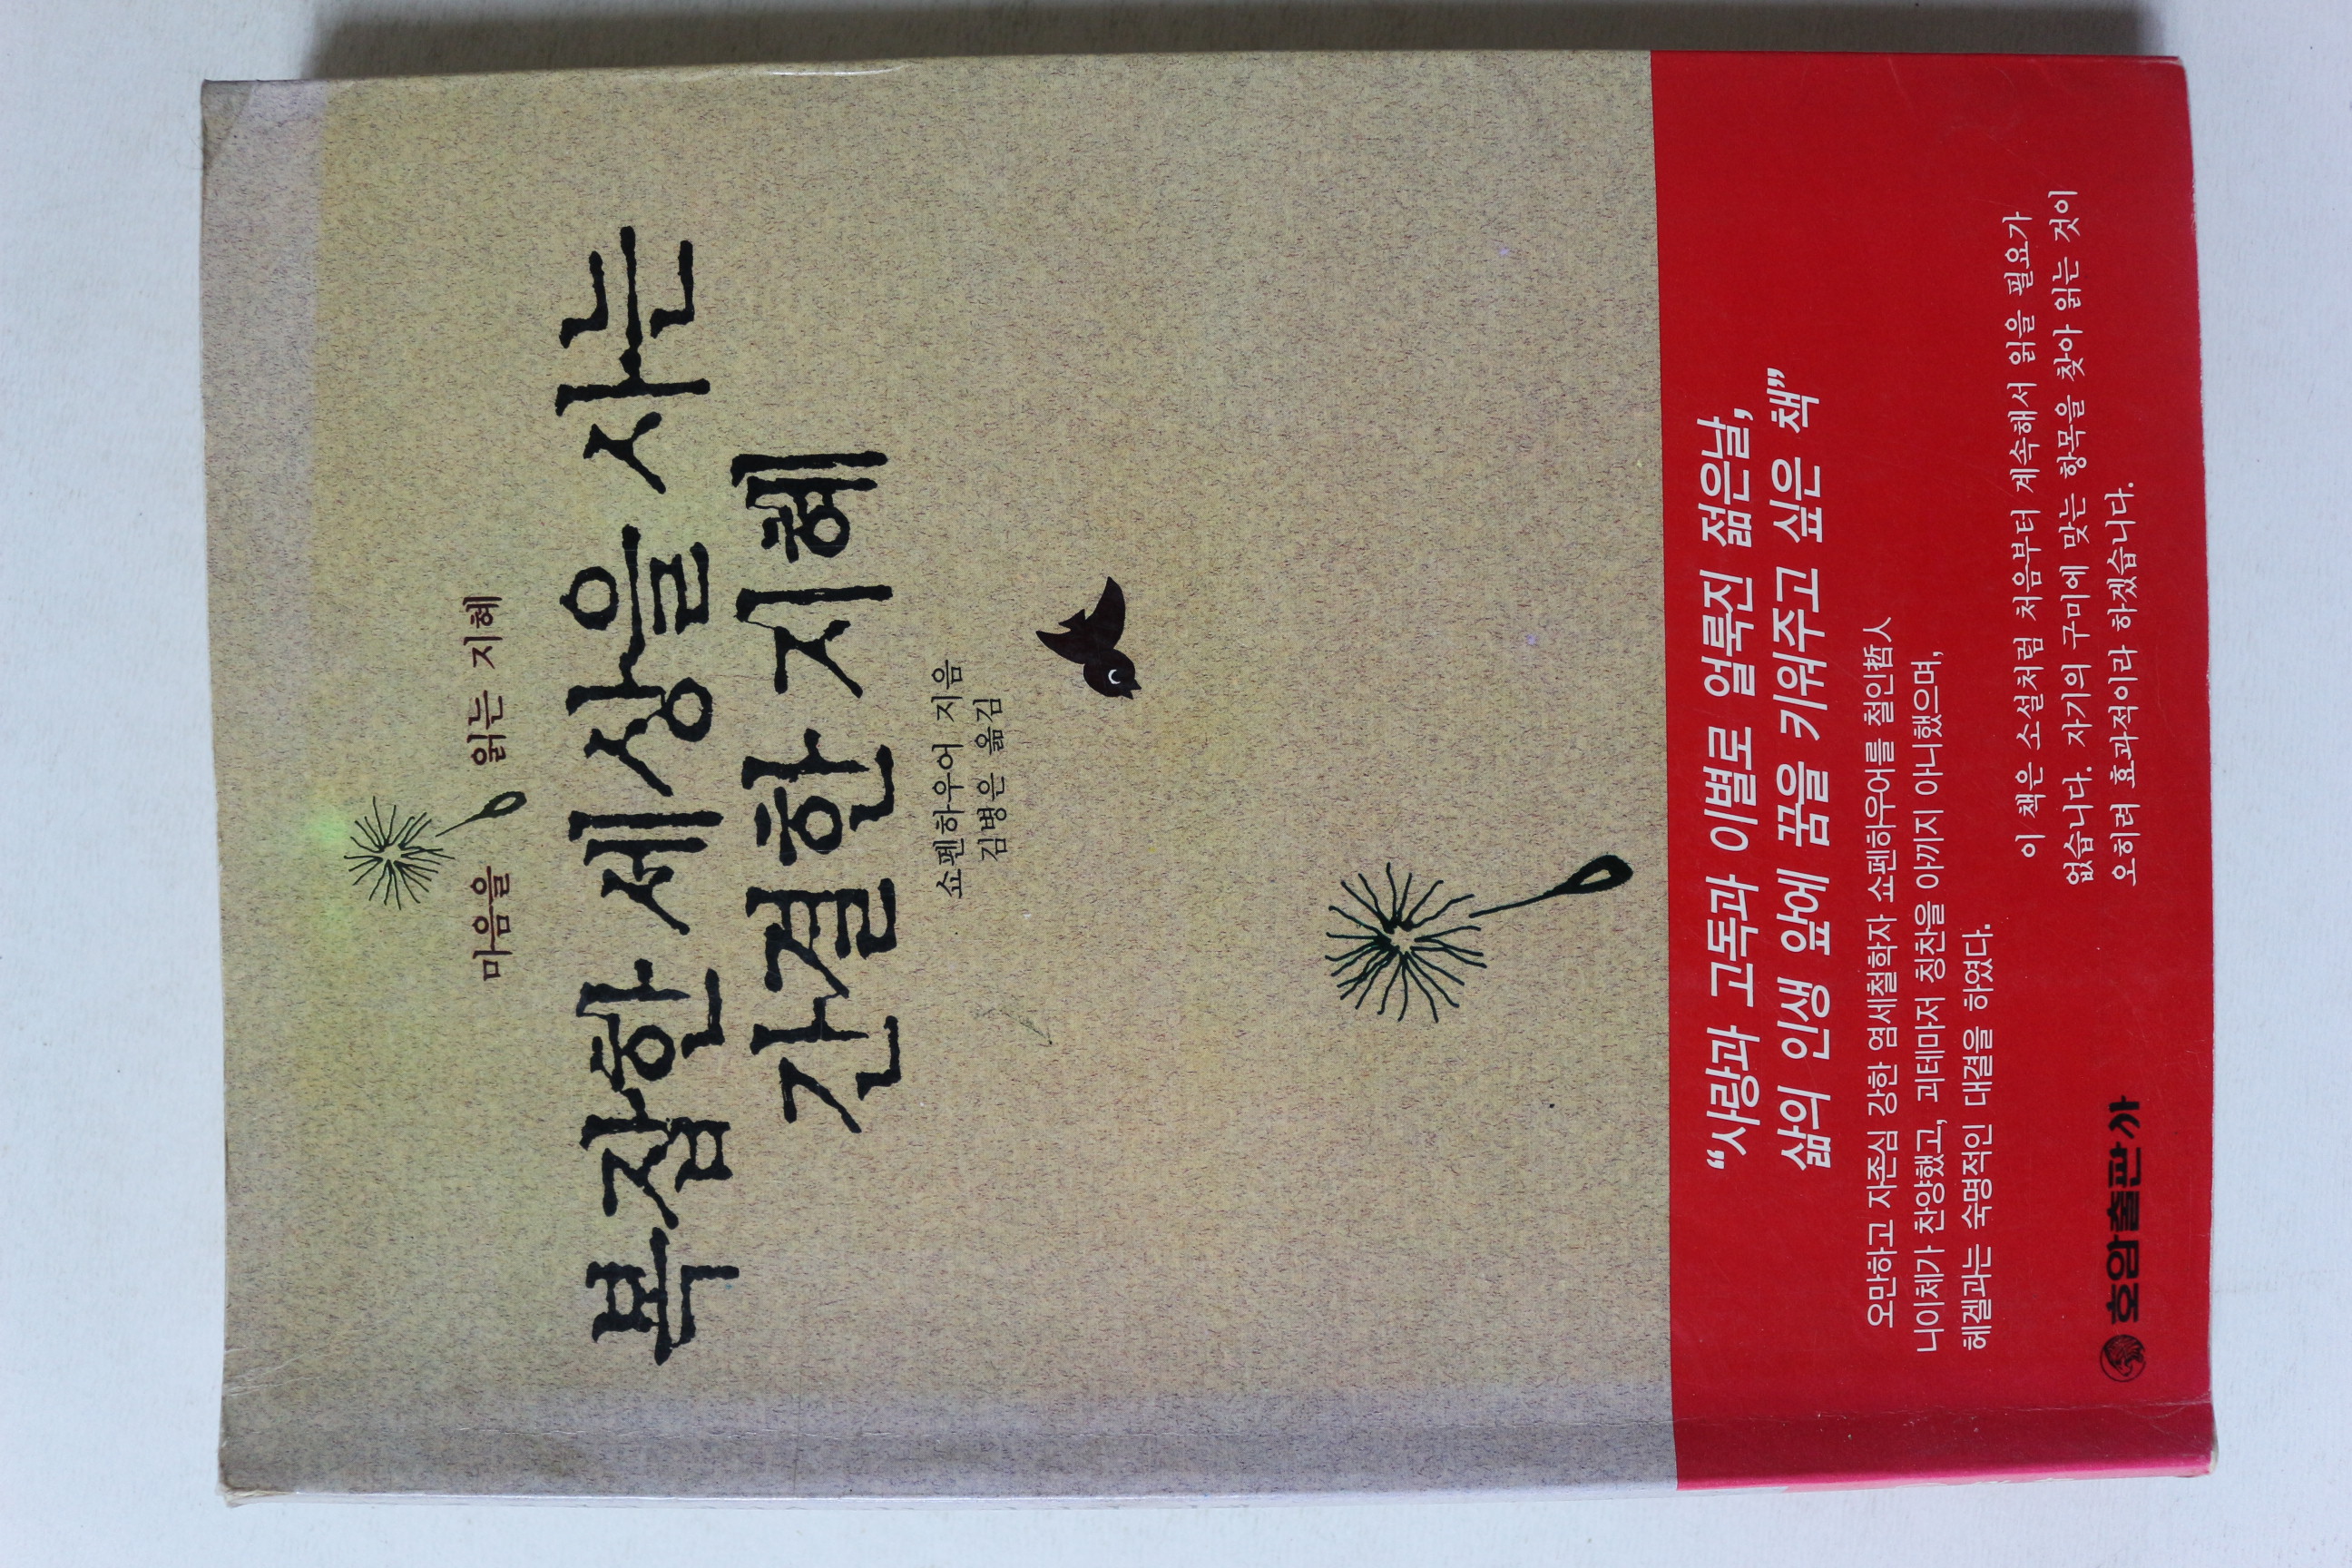 마음을 읽는 지혜
복잡한 세상을 사는
간결한 지혜
쇼펜하우어 지음
김병은 옮김
“사랑과 고독과 이별로 얼룩진 젊은날,
삶의 인생 앞에 꿈을 키워주고 싶은 책”
오만하고 자존심 강한 염세철학자 쇼펜하우어를 철인哲人
니이체가 찬양했고, 괴테마저 칭찬을 아끼지 아니했으며,
헤겔과는 숙명적인 대결을 하였다.
이 책은 소설처럼 처음부터 계속해서 읽을 필요가
없습니다. 자기의 구미에 맞는 항목을 찾아 읽는 것이
오히려 효과적이라 하겠습니다.
호암출판사